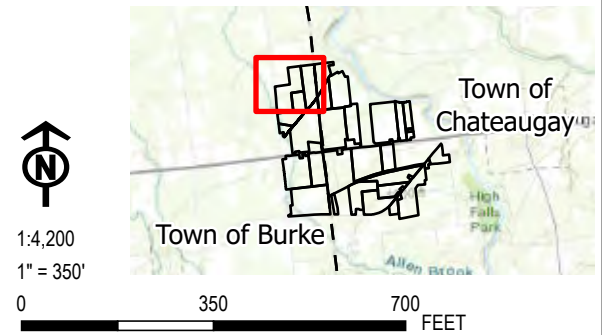 Town of
Chateaugay
N
1:4,200
1" = 350'
Town of Burke
High
Falls
Park
Allen Brook
0 350 700
FEET